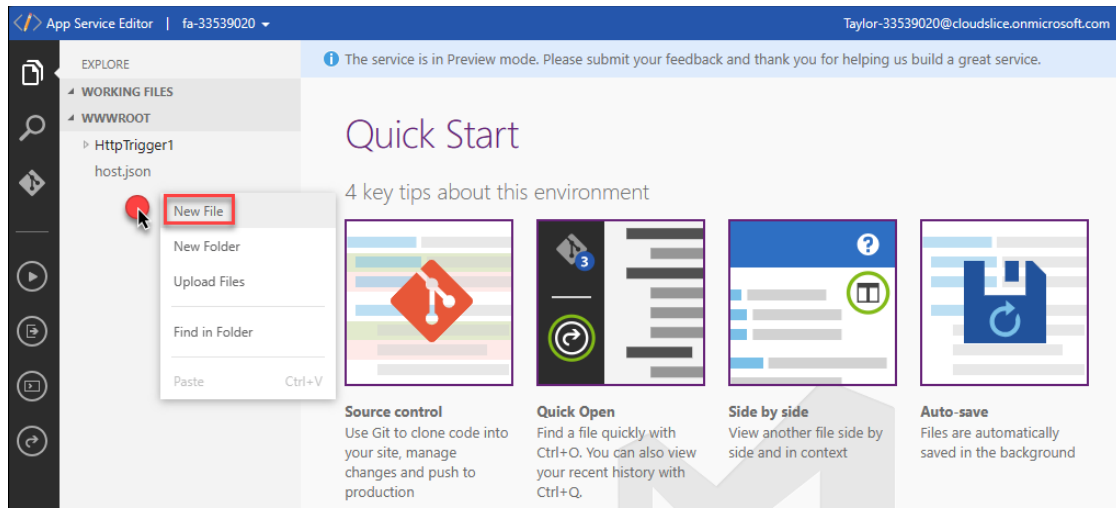 App Service Editor | fa-33539020
Taylor-33539020@cloudslice.onmicrosoft.com
EXPLORE
WORKING FILES
WWWROOT
HttpTrigger1
host.json
New File
New Folder
Upload Files
Find in Folder
Paste Ctrl+V
The service is in Preview mode. Please submit your feedback and thank you for helping us build a great service.
Quick Start
4 key tips about this environment
3
?
Source control
Use Git to clone code into
your site, manage
changes and push to
production
Quick Open
Find a file quickly with
Ctrl+O. You can also view
your recent history with
Ctrl+Q.
Side by side
View another file side by
side and in context
Auto-save
Files are automatically
saved in the background